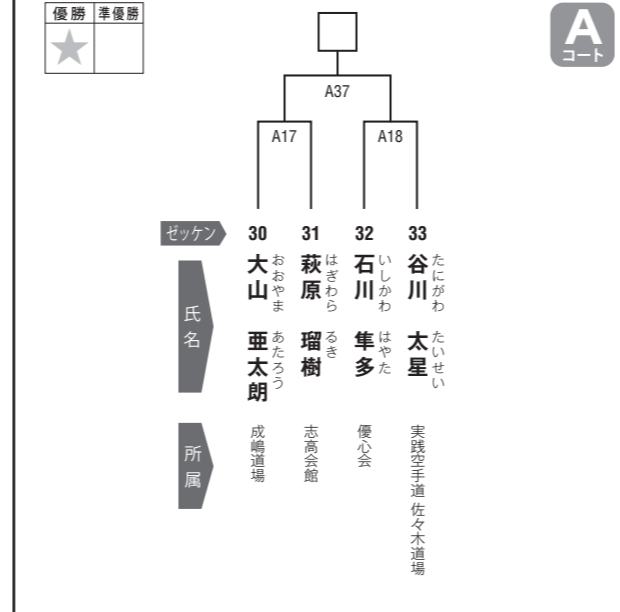 優勝 準優勝
A
コート
A37
A17 A18
ゼッケン 30 31 32 33
氏名
大山 亜太朗
おおやま あたろう
萩原 瑠樹
はぎわら るき
石川 隼多
いしかわ はやた
谷川 太星
たにがわ たいせい
所属
成嶋道場
志高会館
優心会
実践空手道 佐々木道場